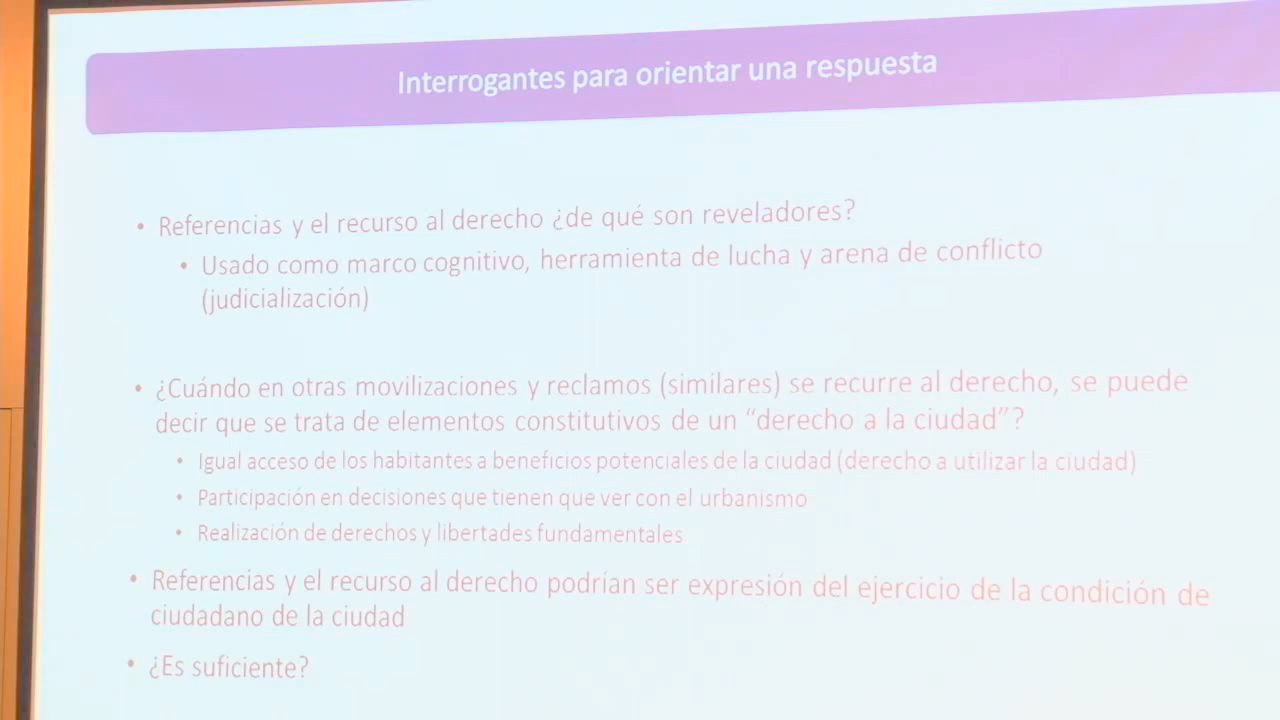 Interrogantes para orientar una respuesta
• Referencias y el recurso al derecho ¿de qué son reveladores?
• Usado como marco cognitivo, herramienta de lucha y arena de conflicto
(judicialización)
• ¿Cuándo en otras movilizaciones y reclamos (similares) se recurre al derecho, se puede
decir que se trata de elementos constitutivos de un “derecho a la ciudad”?
• Igual acceso de los habitantes a beneficios potenciales de la ciudad (derecho a utilizar la ciudad)
• Participación en decisiones que tienen que ver con el urbanismo
• Realización de derechos y libertades fundamentales
• Referencias y el recurso al derecho podrían ser expresión del ejercicio de la condición de
ciudadano de la ciudad
• ¿Es suficiente?